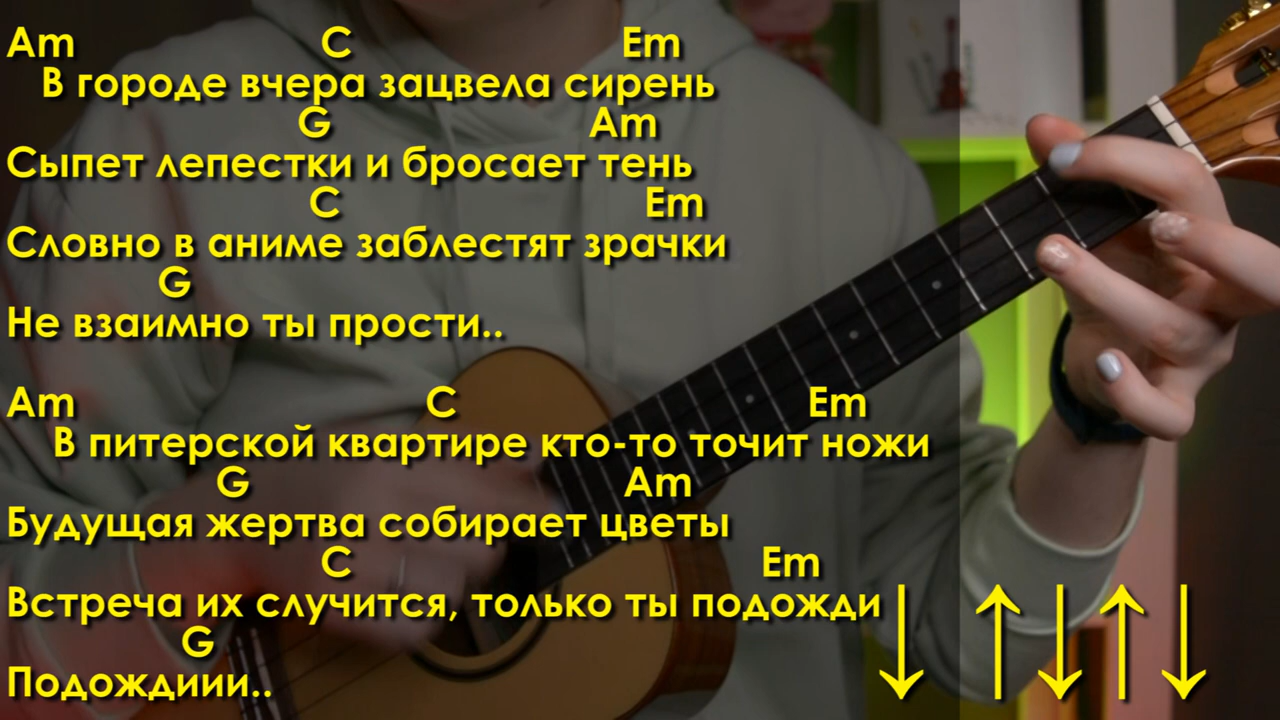 Am C Em
В городе вчера зацвела сирень
G Am
Сыпет лепестки и бросает тень
C Em
Словно в аниме заблестят зрачки
G
Не взаимно ты прости..
Am C Em
В питерской квартире кто-то точит ножи
G Am
Будущая жертва собирает цветы
C Em
Встреча их случится, только ты подожди
G
Подождиии..
↓ ↑↓↑↓